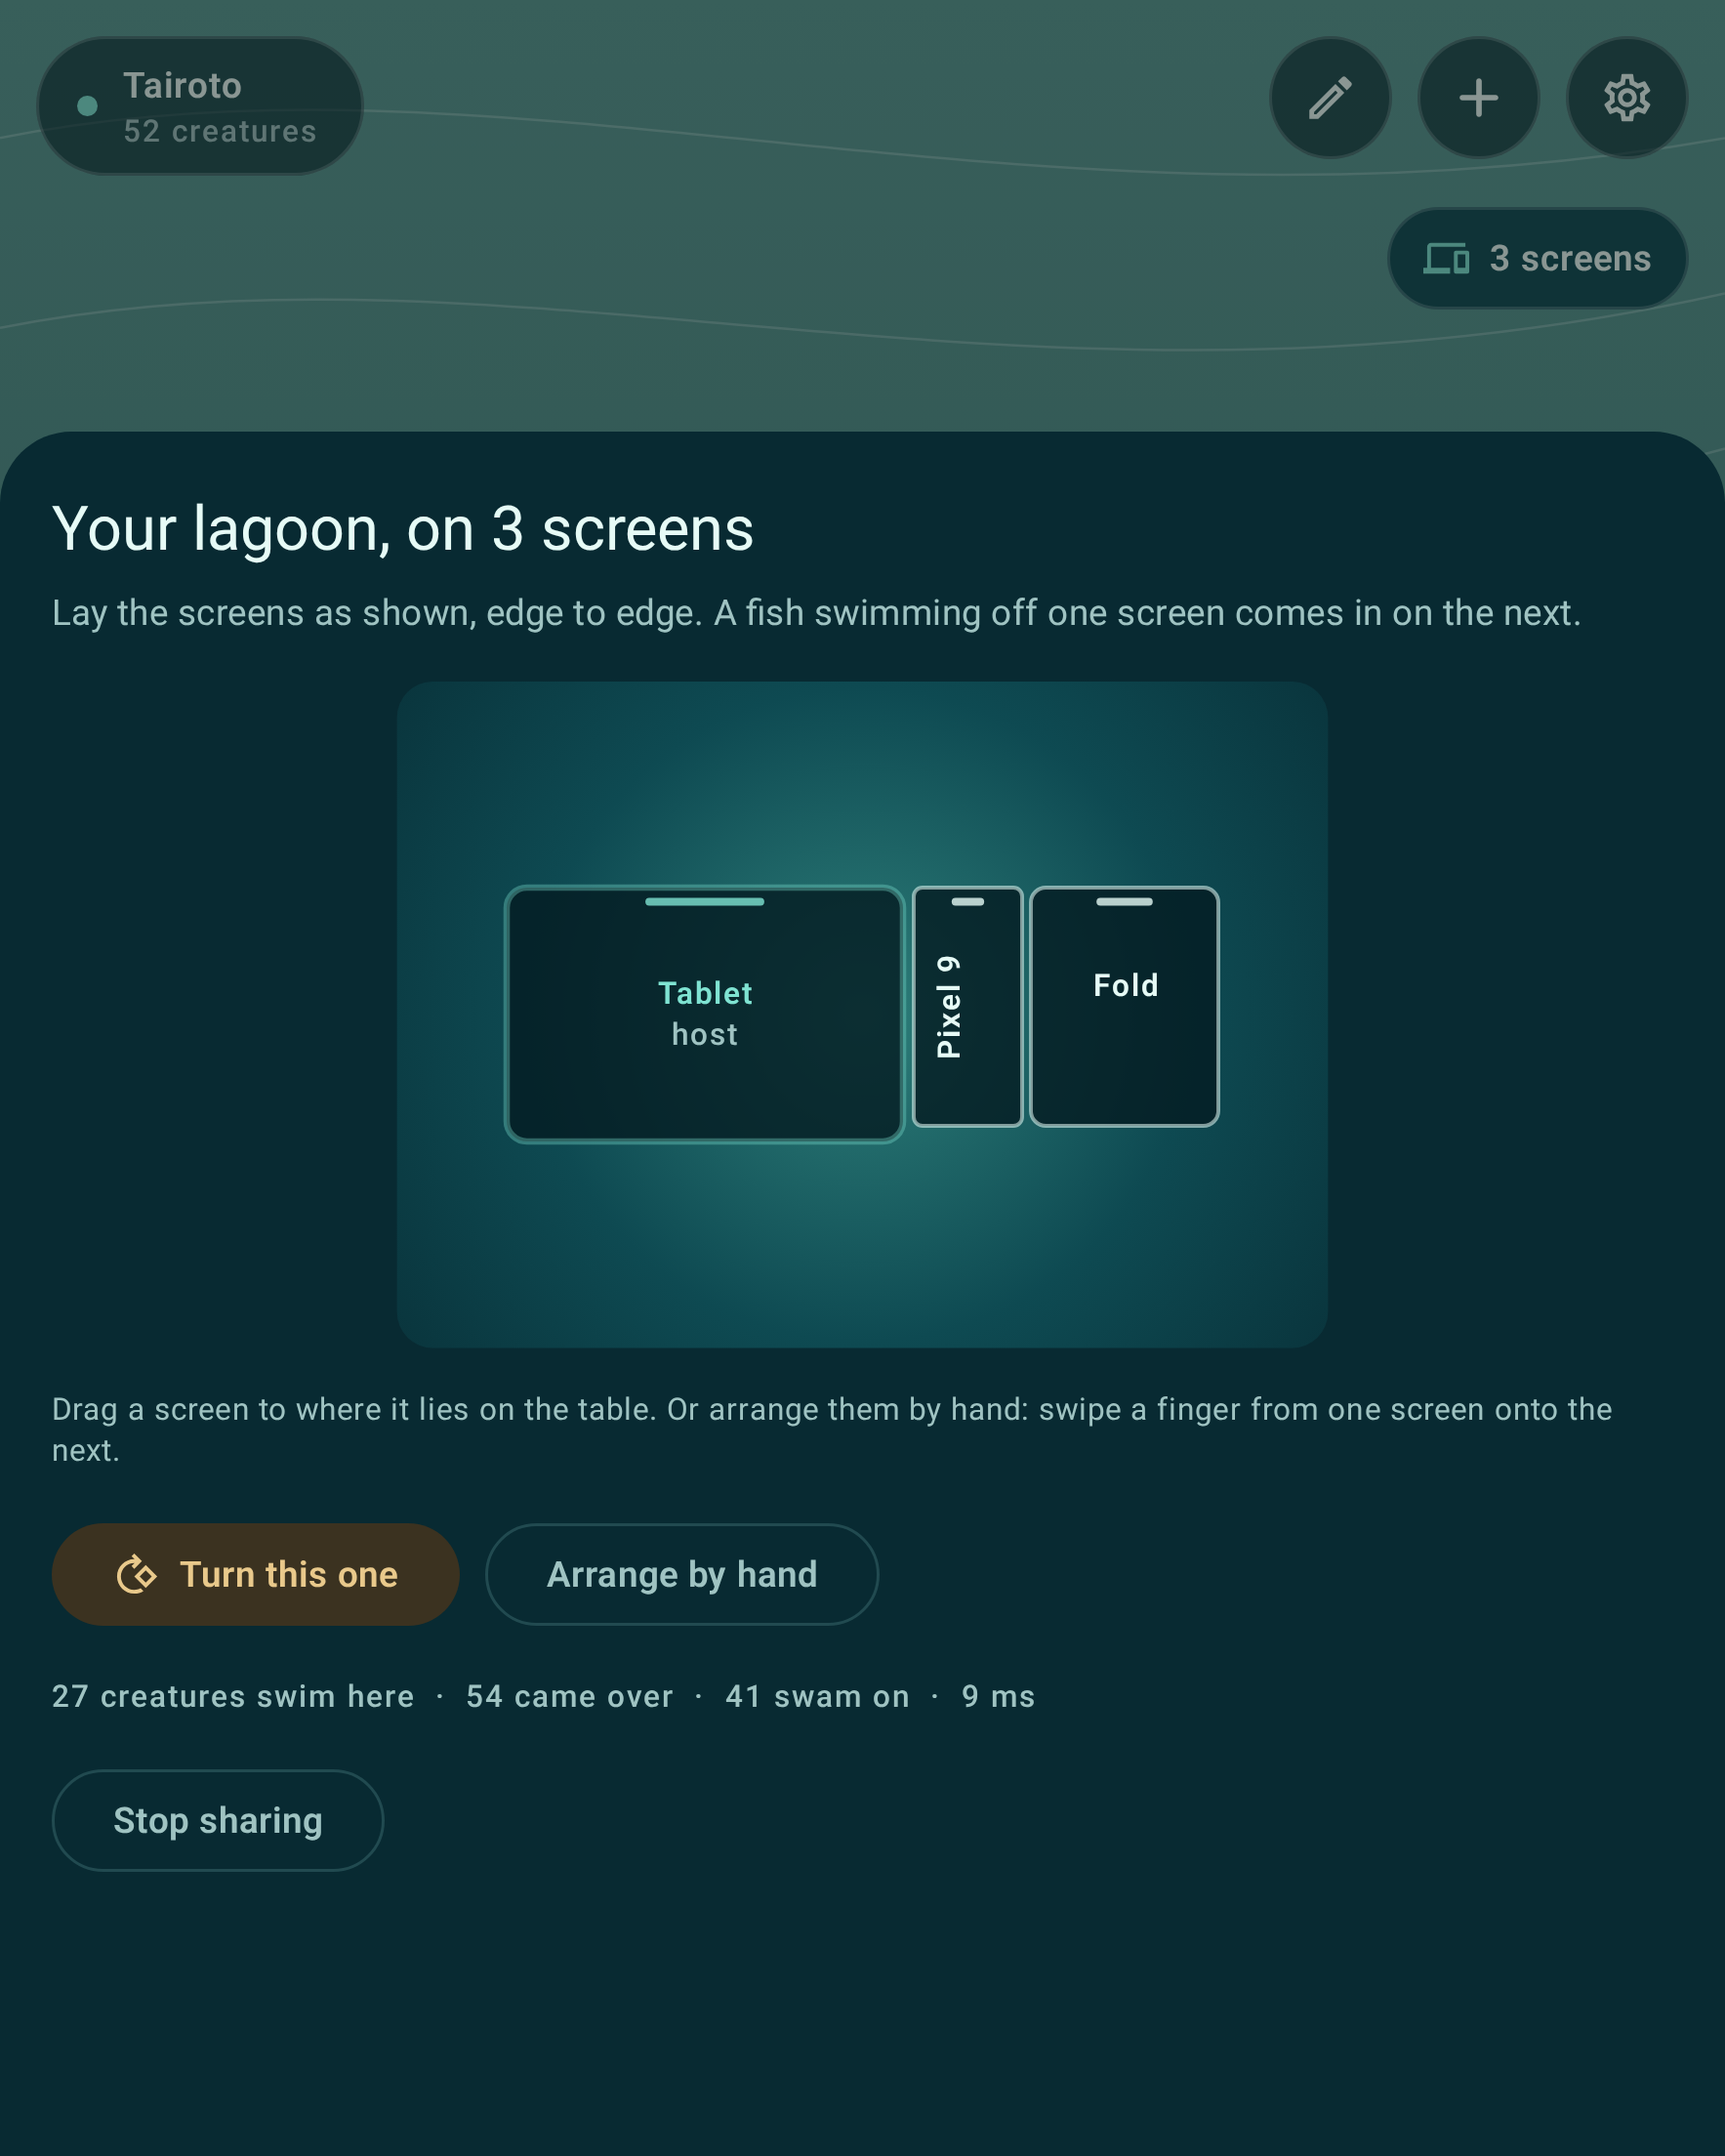 Tairoto
52 creatures
3 screens
Your lagoon, on 3 screens
Lay the screens as shown, edge to edge. A fish swimming off one screen comes in on the next.
Tablet
host
Pixel 9
Fold
Drag a screen to where it lies on the table. Or arrange them by hand: swipe a finger from one screen onto the
next.
Turn this one
Arrange by hand
27 creatures swim here · 54 came over · 41 swam on · 9 ms
Stop sharing